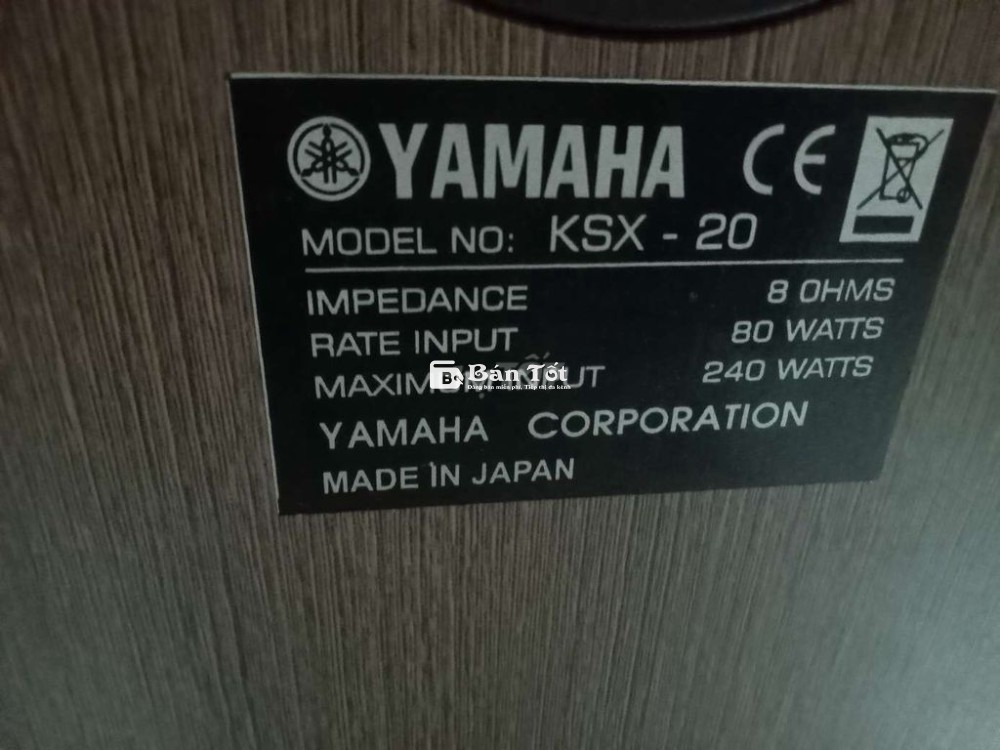 YAMAHA CE
MODEL NO: KSX - 20
IMPEDANCE 8 OHMS
RATE INPUT 80 WATTS
240 WATTS
Bán Tốt
YAMAHA CORPORATION
MADE IN JAPAN